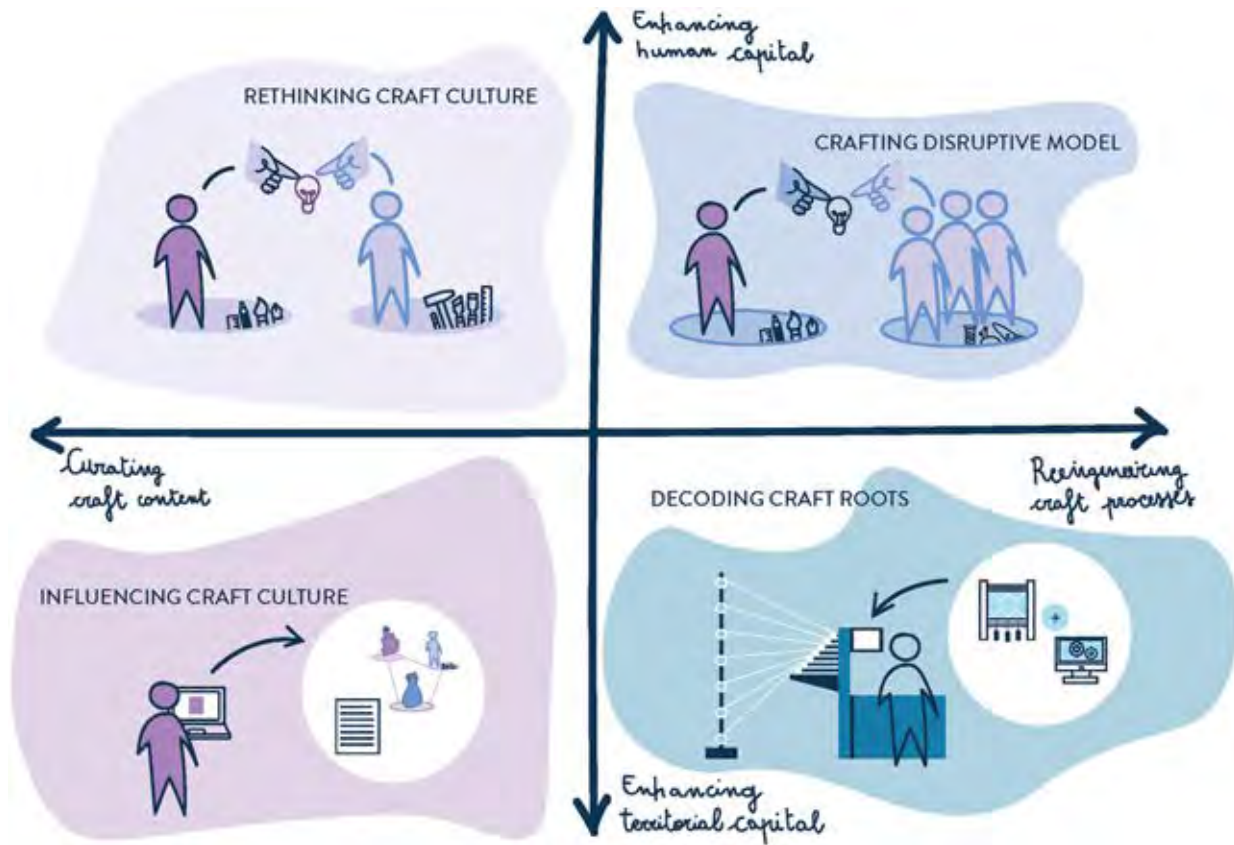 Enhancing
human capital
RETHINKING CRAFT CULTURE
CRAFTING DISRUPTIVE MODEL
Curating
craft content
Reengineering
craft processes
DECODING CRAFT ROOTS
INFLUENCING CRAFT CULTURE
Enhancing
territorial capital